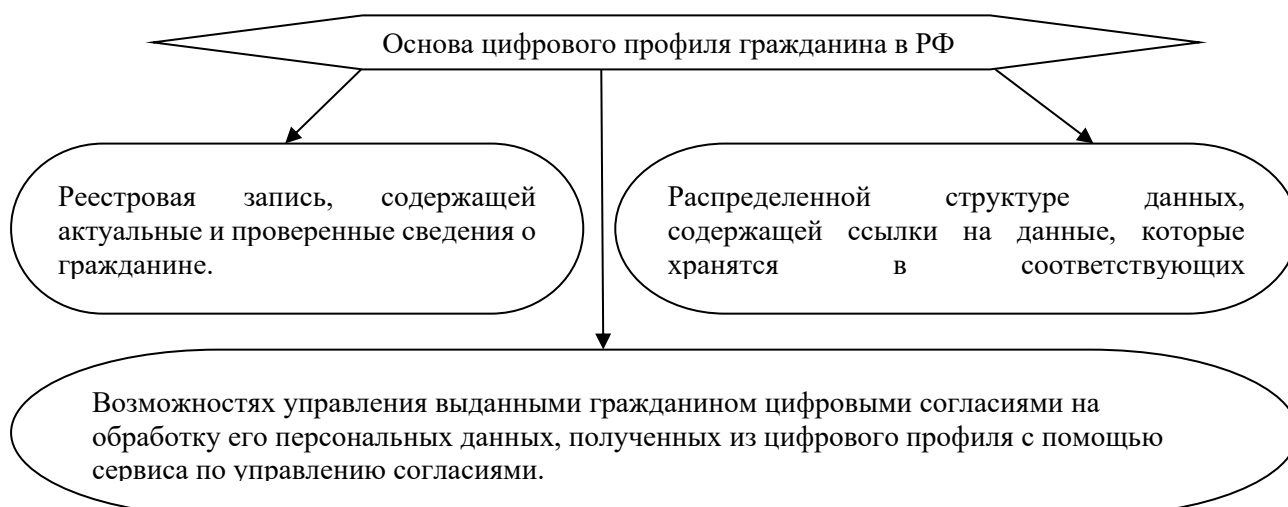 Основа цифрового профиля гражданина в РФ
Реестровая запись, содержащей
актуальные и проверенные сведения о
гражданине.
Распределенной структуре данных,
содержащей ссылки на данные, которые
хранятся в соответствующих
Возможностях управления выданными гражданином цифровыми согласиями на
обработку его персональных данных, полученных из цифрового профиля с помощью
сервиса по управлению согласиями.